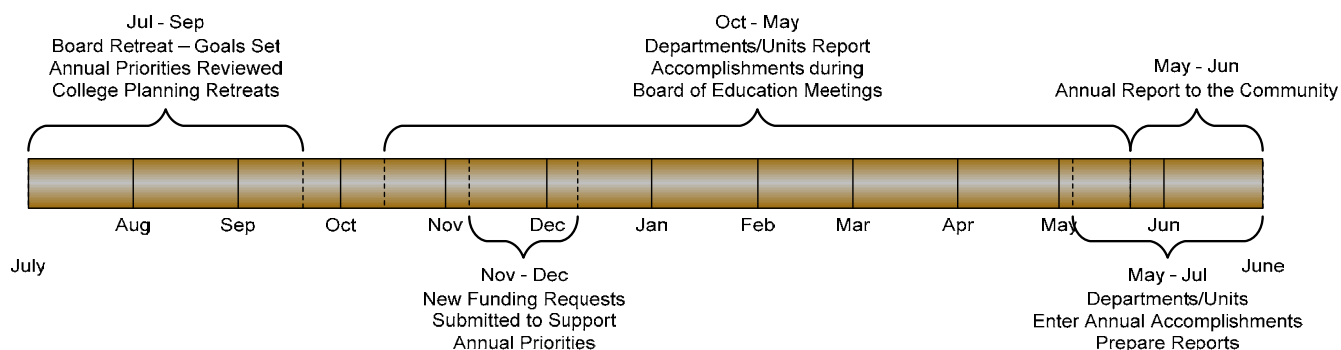 Jul - Sep
Board Retreat – Goals Set
Annual Priorities Reviewed
College Planning Retreats
Oct - May
Departments/Units Report
Accomplishments during
Board of Education Meetings
May - Jun
Annual Report to the Community
Aug
Sep
Oct
Nov
Dec
Jan
Feb
Mar
Apr
May
Jun
July
June
Nov - Dec
New Funding Requests
Submitted to Support
Annual Priorities
May - Jul
Departments/Units
Enter Annual Accomplishments
Prepare Reports